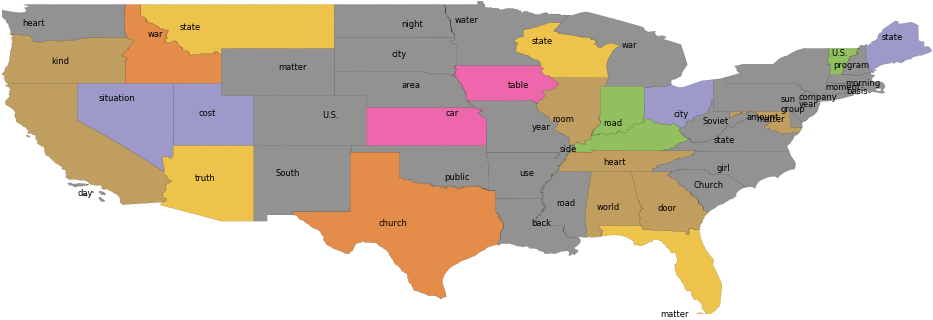 heart
war
state
night
water
state
war
U.S.
state
kind
matter
city
program
situation
cost
area
table
moment
morning
basis
U.S.
car
year
room
road
city
Soviet
amount
matter
sun
group
company
year
state
side
truth
South
public
use
heart
girl
Church
day
church
back
road
world
door
matter